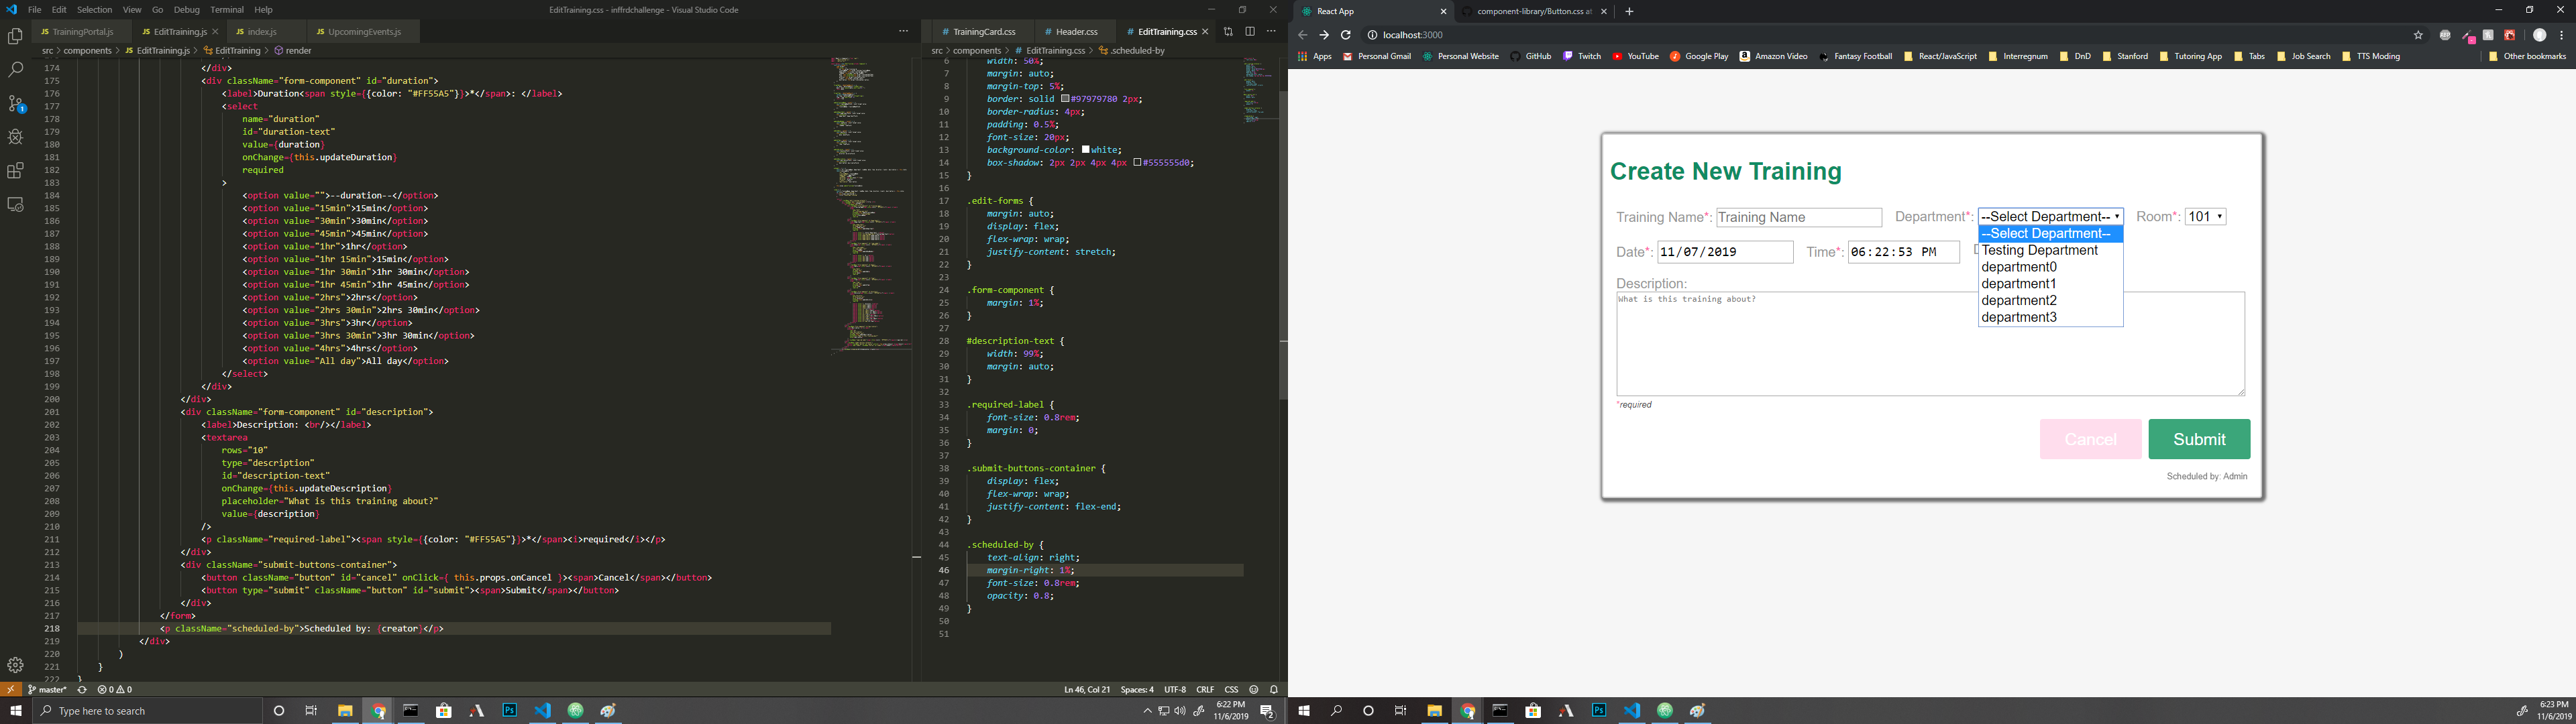 File Edit Selection View Go Debug Terminal Help
EditTraining.css - inffrdchallenge - Visual Studio Code
JS TrainingPortal.js
JS EditTraining.js
JS index.js
JS UpcomingEvents.js
src > components > JS EditTraining.js > EditTraining > render
174 </div>
175 <div className="form-component" id="duration">
176 <label>Duration<span style={{color: "#FF55A5"}}>*</span>: </label>
177 <select
178 name="duration"
179 id="duration-text"
180 value={duration}
181 onChange={this.updateDuration}
182 required
183 >
184 <option value="">--duration--</option>
185 <option value="15min">15min</option>
186 <option value="30min">30min</option>
187 <option value="45min">45min</option>
188 <option value="1hr">1hr</option>
189 <option value="1hr 15min">15min</option>
190 <option value="1hr 30min">1hr 30min</option>
191 <option value="1hr 45min">1hr 45min</option>
192 <option value="2hrs">2hrs</option>
193 <option value="2hrs 30min">2hrs 30min</option>
194 <option value="3hrs">3hr</option>
195 <option value="3hrs 30min">3hr 30min</option>
196 <option value="4hrs">4hrs</option>
197 <option value="All day">All day</option>
198 </select>
199 </div>
200 </div>
201 <div className="form-component" id="description">
202 <label>Description: <br/></label>
203 <textarea
204 rows="10"
205 type="description"
206 id="description-text"
207 onChange={this.updateDescription}
208 placeholder="What is this training about?"
209 value={description}
210 />
211 <p className="required-label"><span style={{color: "#FF55A5"}}>*</span><i>required</i></p>
212 </div>
213 <div className="submit-buttons-container">
214 <button className="button" id="cancel" onClick={ this.props.onCancel }><span>Cancel</span></button>
215 <button type="submit" className="button" id="submit"><span>Submit</span></button>
216 </div>
217 </form>
218 <p className="scheduled-by">Scheduled by: {creator}</p>
219 </div>
220 )
221 }
222 }
# TrainingCard.css
# Header.css
# EditTraining.css
src > components > # EditTraining.css > .scheduled-by
6 width: 50%;
7 margin: auto;
8 margin-top: 5%;
9 border: solid #97979780 2px;
10 border-radius: 4px;
11 padding: 0.5%;
12 font-size: 20px;
13 background-color: white;
14 box-shadow: 2px 2px 4px 4px #555555d0;
15 }
16
17 .edit-forms {
18 margin: auto;
19 display: flex;
20 flex-wrap: wrap;
21 justify-content: stretch;
22 }
23
24 .form-component {
25 margin: 1%;
26 }
27
28 #description-text {
29 width: 99%;
30 margin: auto;
31 }
32
33 .required-label {
34 font-size: 0.8rem;
35 margin: 0;
36 }
37
38 .submit-buttons-container {
39 display: flex;
40 flex-wrap: wrap;
41 justify-content: flex-end;
42 }
43
44 .scheduled-by {
45 text-align: right;
46 margin-right: 1%;
47 font-size: 0.8rem;
48 opacity: 0.8;
49 }
50
51
master* 0 0
Ln 46, Col 21 Spaces: 4 UTF-8 CRLF CSS
Type here to search
Ps
6:22 PM
11/6/2019
2
React App
component-library/Button.css at
localhost:3000
Apps Personal Gmail Personal Website GitHub Twitch YouTube Google Play Amazon Video Fantasy Football React/JavaScript Interregnum DnD Stanford Tutoring App Tabs Job Search TTS Moding Other bookmarks
Create New Training
Training Name*: Training Name Department*: --Select Department-- Room*: 101
--Select Department--
Testing Department
department0
department1
department2
department3
Date*: 11/07/2019 Time*: 06:22:53 PM
Description:
What is this training about?
*required
Cancel Submit
Scheduled by: Admin
Ps
6:23 PM
11/6/2019